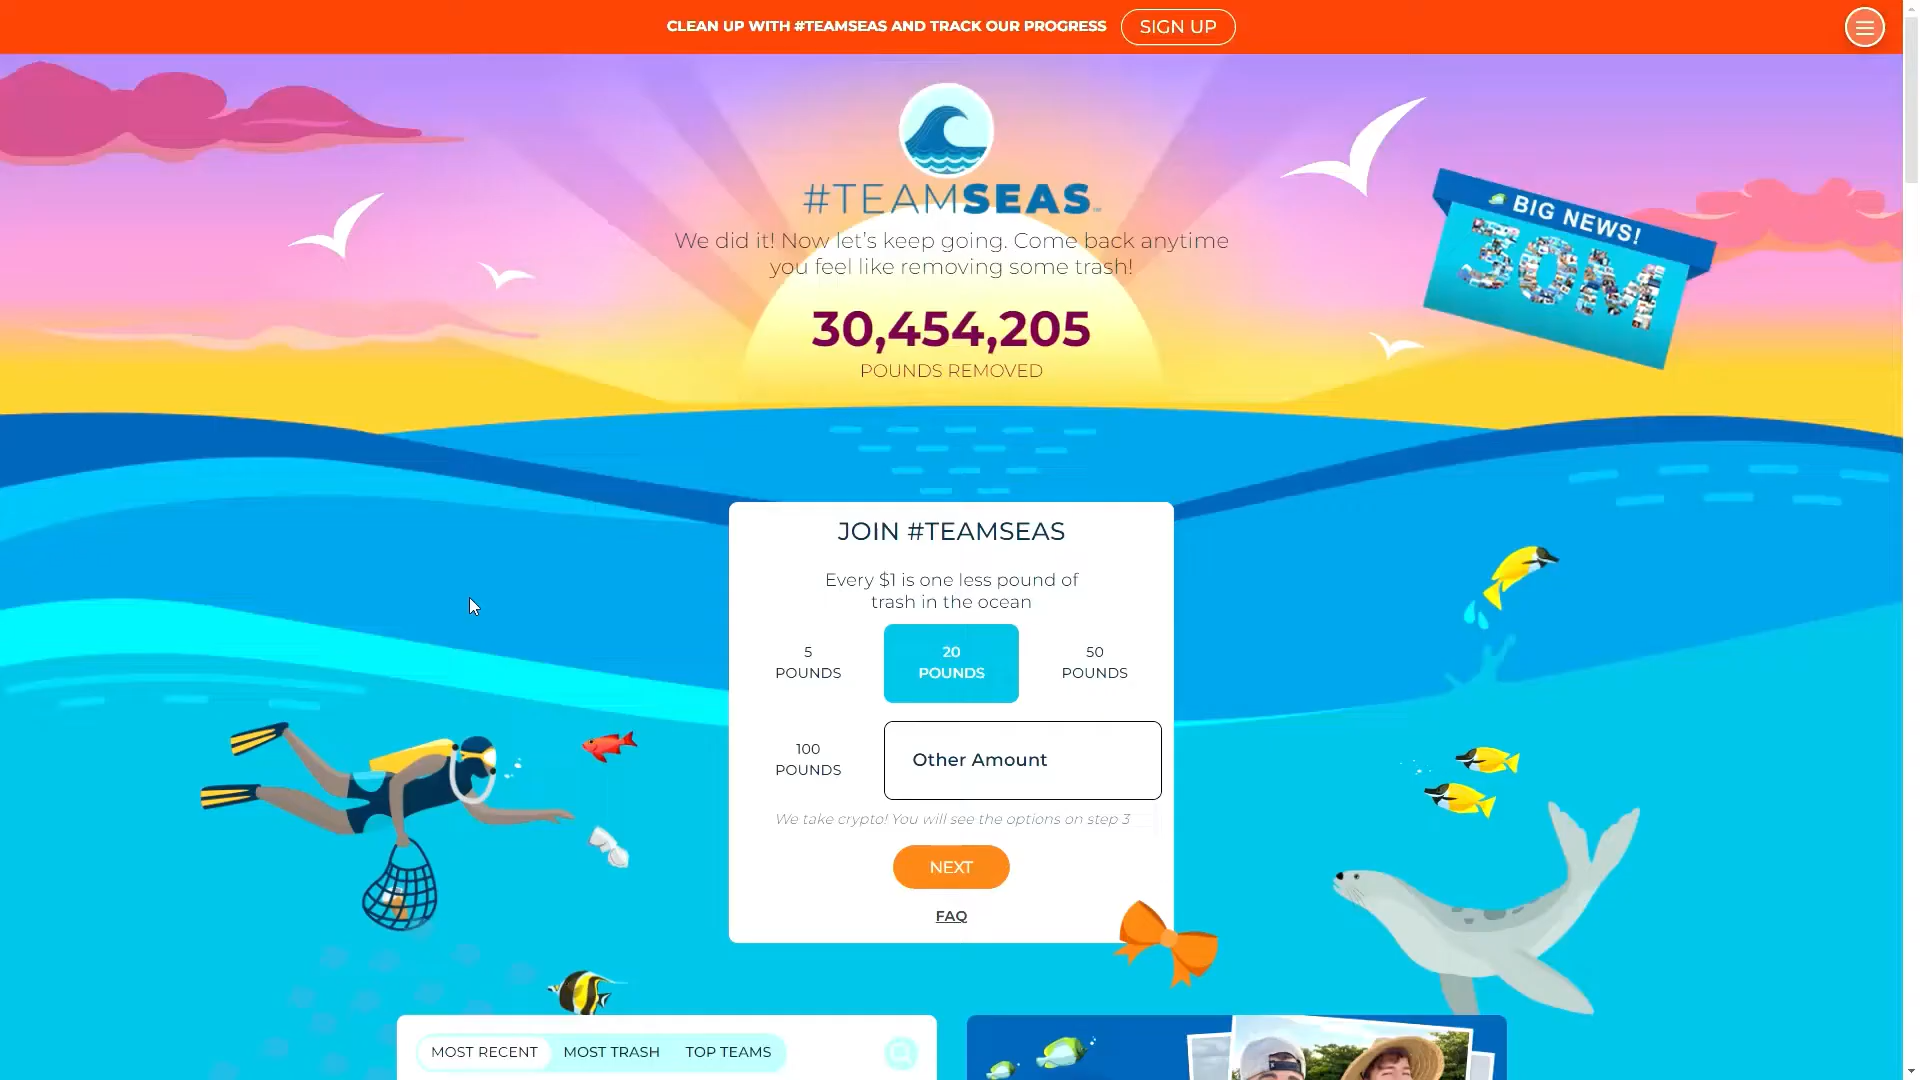 CLEAN UP WITH #TEAMSEAS AND TRACK OUR PROGRESS
SIGN UP
#TEAMSEAS
We did it! Now let's keep going. Come back anytime
you feel like removing some trash!
30,454,205
POUNDS REMOVED
BIG NEWS!
30M
JOIN #TEAMSEAS
Every $1 is one less pound of
trash in the ocean
5
POUNDS
20
POUNDS
50
POUNDS
100
POUNDS
Other Amount
We take crypto! You will see the options on step 3
NEXT
FAQ
MOST RECENT
MOST TRASH
TOP TEAMS